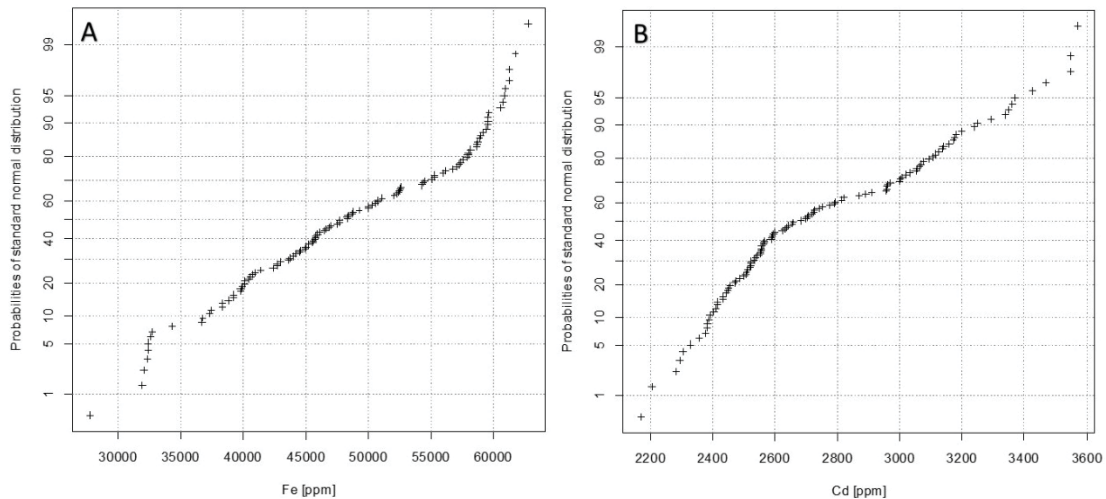 A
Probabilities of standard normal distribution
99
95
90
80
60
40
20
10
5
1
30000 35000 40000 45000 50000 55000 60000
Fe [ppm]
B
Probabilities of standard normal distribution
99
95
90
80
60
40
20
10
5
1
2200 2400 2600 2800 3000 3200 3400 3600
Cd [ppm]